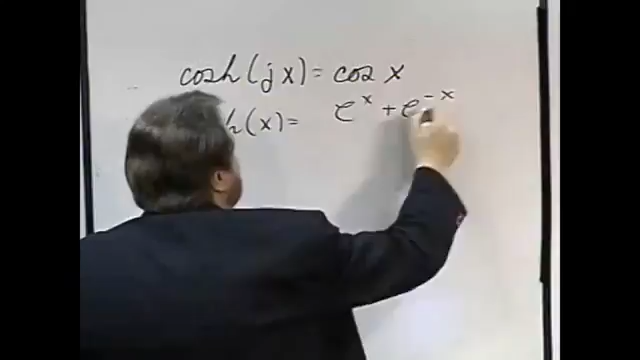 cosh(jx) = cos x
h(x) = e^x + e^-x